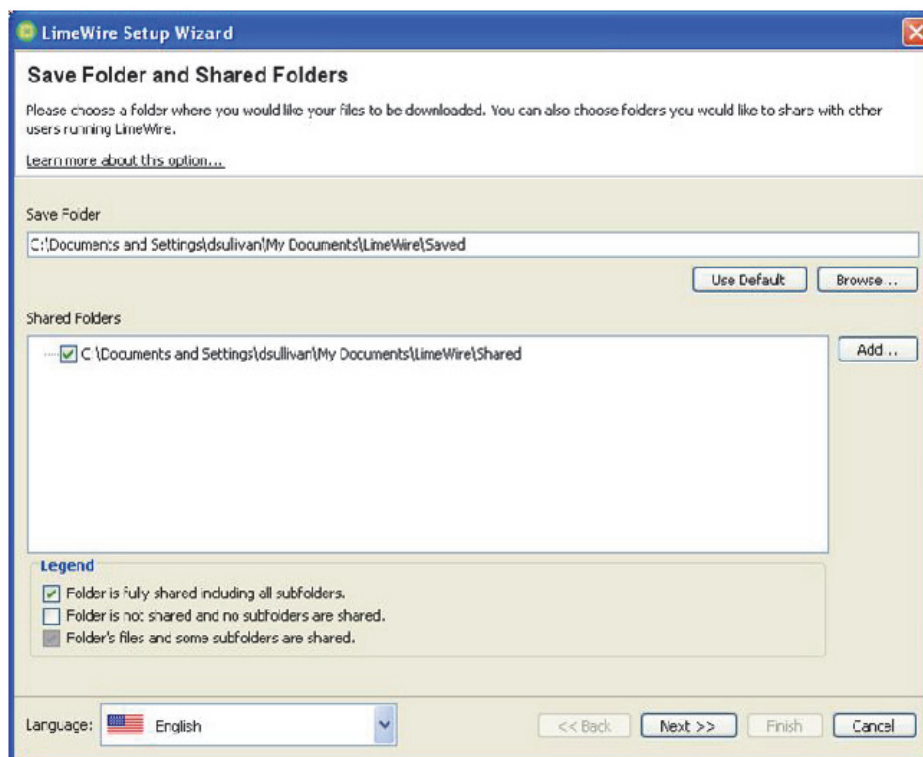 LimeWire Setup Wizard
Save Folder and Shared Folders
Please choose a folder where you would like your files to be downloaded. You can also choose folders you would like to share with other
users running LimeWire.
Learn more about this option...
Save Folder
C:\Documents and Settings\dsullivan\My Documents\LimeWire\Saved
Use Default Browse...
Shared Folders
C:\Documents and Settings\dsullivan\My Documents\LimeWire\Shared
Add...
Legend
Folder is fully shared including all subfolders.
Folder is not shared and no subfolders are shared.
Folder's files and some subfolders are shared.
Language: English << Back Next >> Finish Cancel